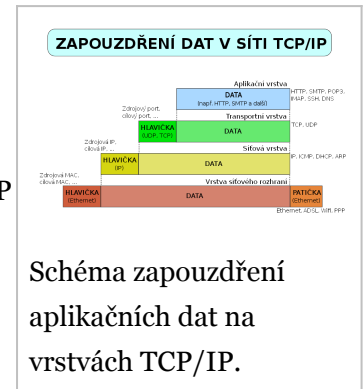 ZAPOUZDŘENÍ DAT V SÍTI TCP/IP
Aplikační vrstva
DATA
(např. HTTP, SMTP a další)
HTTP, SMTP, POP3,
IMAP, SSH, DNS
Zdrojový port,
cílový port, ...
Transportní vrstva
HLAVIČKA
(UDP, TCP)
DATA
TCP, UDP
Zdrojová IP,
cílová IP, ...
Síťová vrstva
HLAVIČKA
(IP)
DATA
IP, ICMP, DHCP, ARP
Zdrojová MAC,
cílová MAC, ...
Vrstva síťového rozhraní
HLAVIČKA
(Ethernet)
DATA
PATIČKA
(Ethernet)
Ethernet, ADSL, Wifi, PPP
P
Schéma zapouzdření
aplikačních dat na
vrstvách TCP/IP.